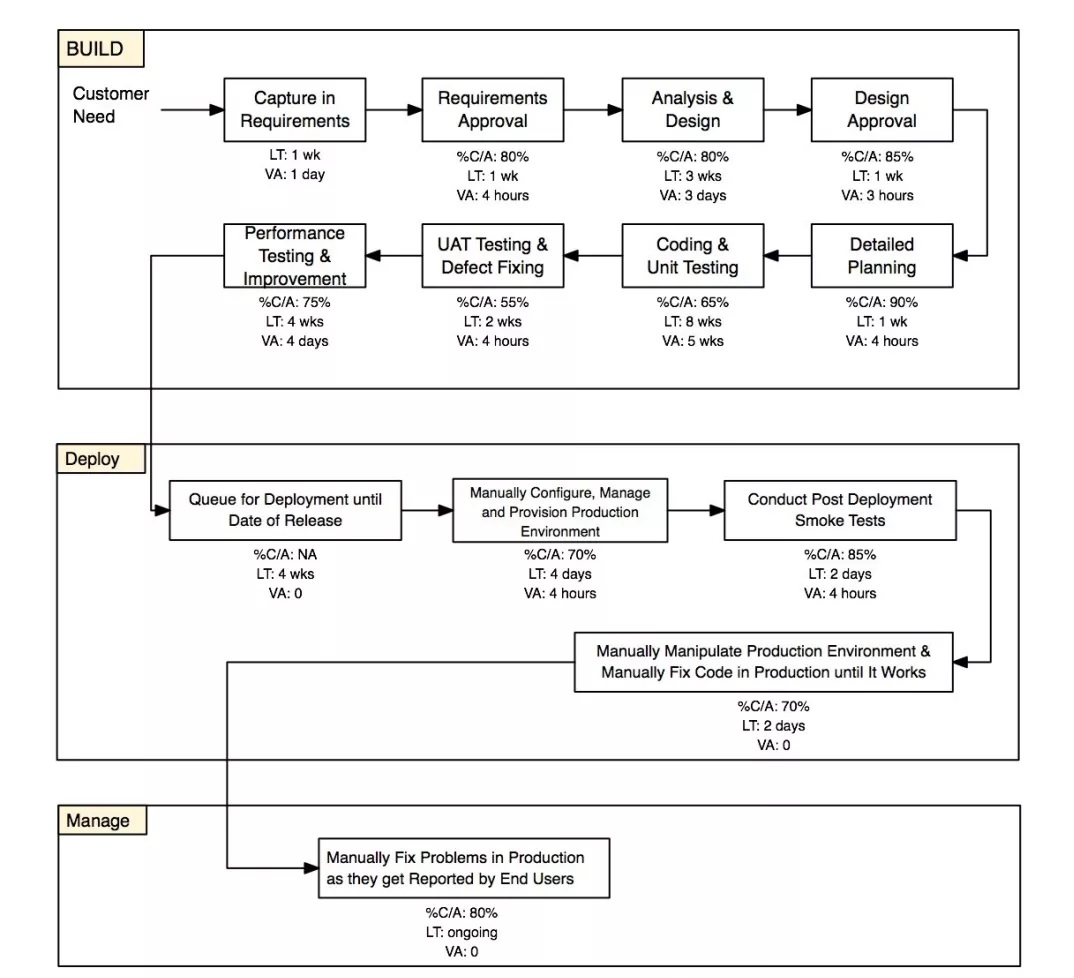 BUILD
Customer
Need
Capture in
Requirements
LT: 1 wk
VA: 1 day
Requirements
Approval
%C/A: 80%
LT: 1 wk
VA: 4 hours
Analysis &
Design
%C/A: 80%
LT: 3 wks
VA: 3 days
Design
Approval
%C/A: 85%
LT: 1 wk
VA: 3 hours
Detailed
Planning
%C/A: 90%
LT: 1 wk
VA: 4 hours
Coding &
Unit Testing
%C/A: 65%
LT: 8 wks
VA: 5 wks
UAT Testing &
Defect Fixing
%C/A: 55%
LT: 2 wks
VA: 4 hours
Performance
Testing &
Improvement
%C/A: 75%
LT: 4 wks
VA: 4 days
Deploy
Queue for Deployment until
Date of Release
%C/A: NA
LT: 4 wks
VA: 0
Manually Configure, Manage
and Provision Production
Environment
%C/A: 70%
LT: 4 days
VA: 4 hours
Conduct Post Deployment
Smoke Tests
%C/A: 85%
LT: 2 days
VA: 4 hours
Manually Manipulate Production Environment &
Manually Fix Code in Production until It Works
%C/A: 70%
LT: 2 days
VA: 0
Manage
Manually Fix Problems in Production
as they get Reported by End Users
%C/A: 80%
LT: ongoing
VA: 0